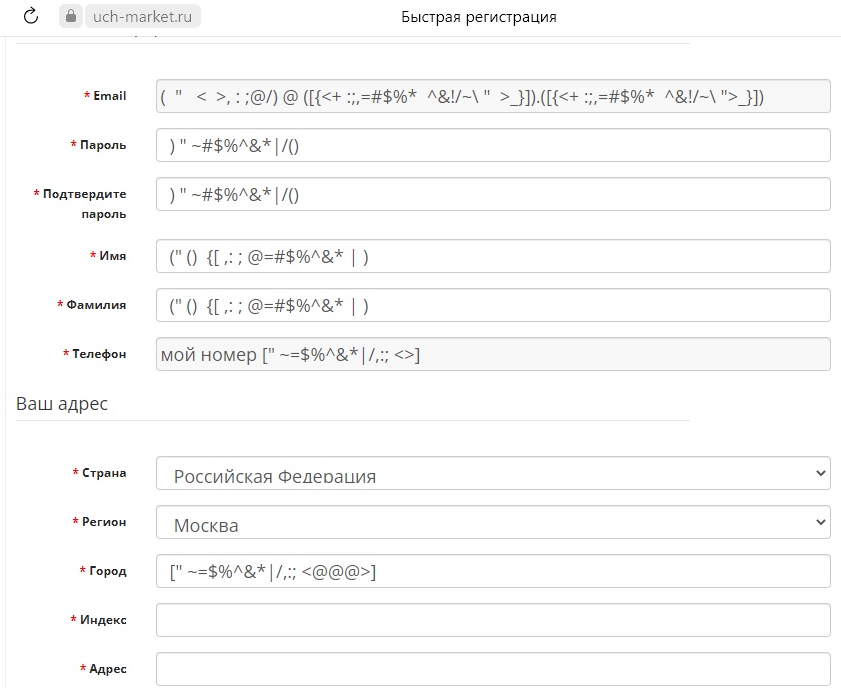 uch-market.ru Быстрая регистрация
* Email ( " < >, : ;@/) @ ([{<+ :;,=#$%* ^&!/~\ " >_}]).([{<+ :;,=#$%* ^&!/~\ ">_}])
* Пароль ) " ~#$%^&*|/()
* Подтвердите пароль ) " ~#$%^&*|/()
* Имя (" () {[ ,: ; @=#$%^&* | )
* Фамилия (" () {[ ,: ; @=#$%^&* | )
* Телефон мой номер [" ~=$%^&*|/,:; <>]
Ваш адрес
* Страна Российская Федерация
* Регион Москва
* Город [" ~=$%^&*|/,:; <@@@>]
* Индекс
* Адрес